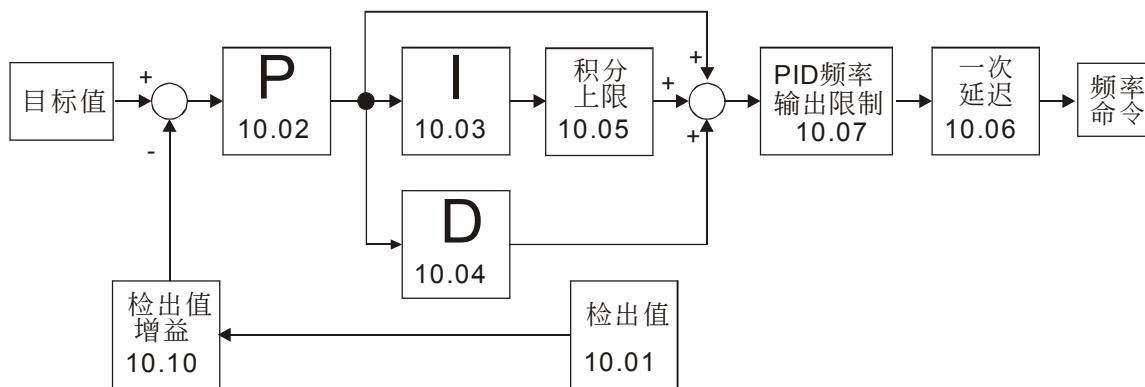 目标值
+
-
P
10.02
I
10.03
积分
上限
10.05
+
+
+
PID频率
输出限制
10.07
一次
延迟
10.06
频率
命令
D
10.04
检出值
增益
10.10
检出值
10.01